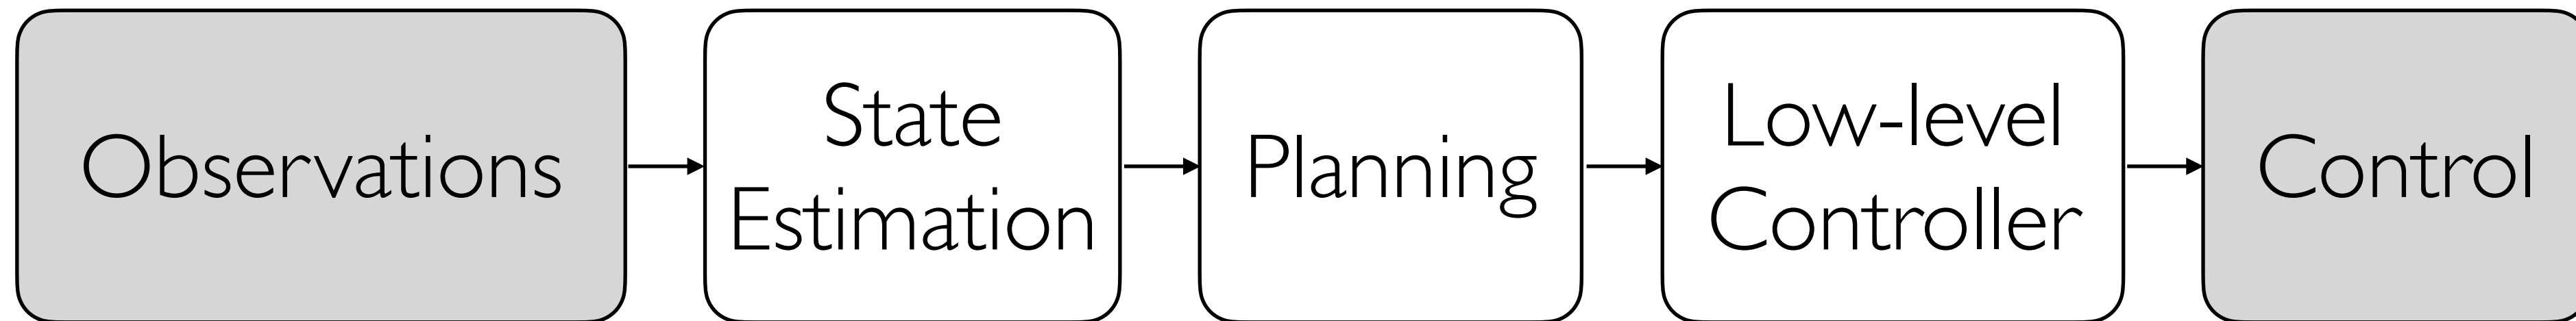 Observations
State
Estimation
Planning
Low-level
Controller
Control